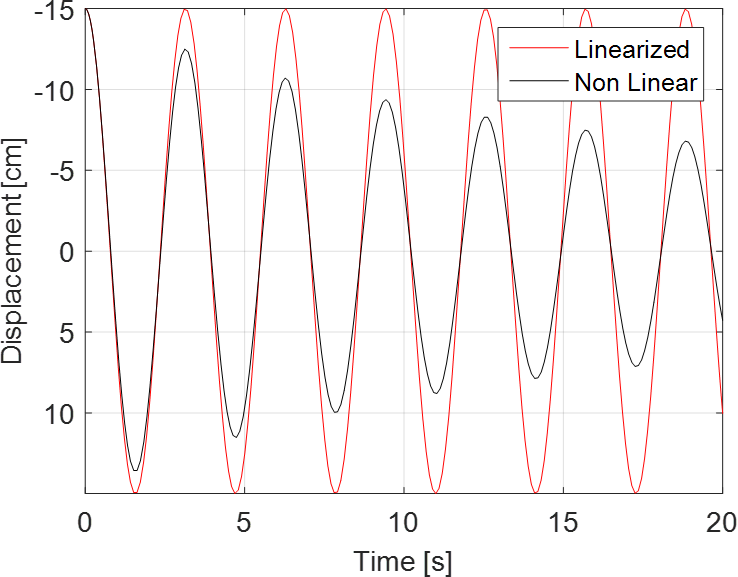 -15
-10
-5
0
5
10
Displacement [cm]
Linearized
Non Linear
0
5
10
15
20
Time [s]